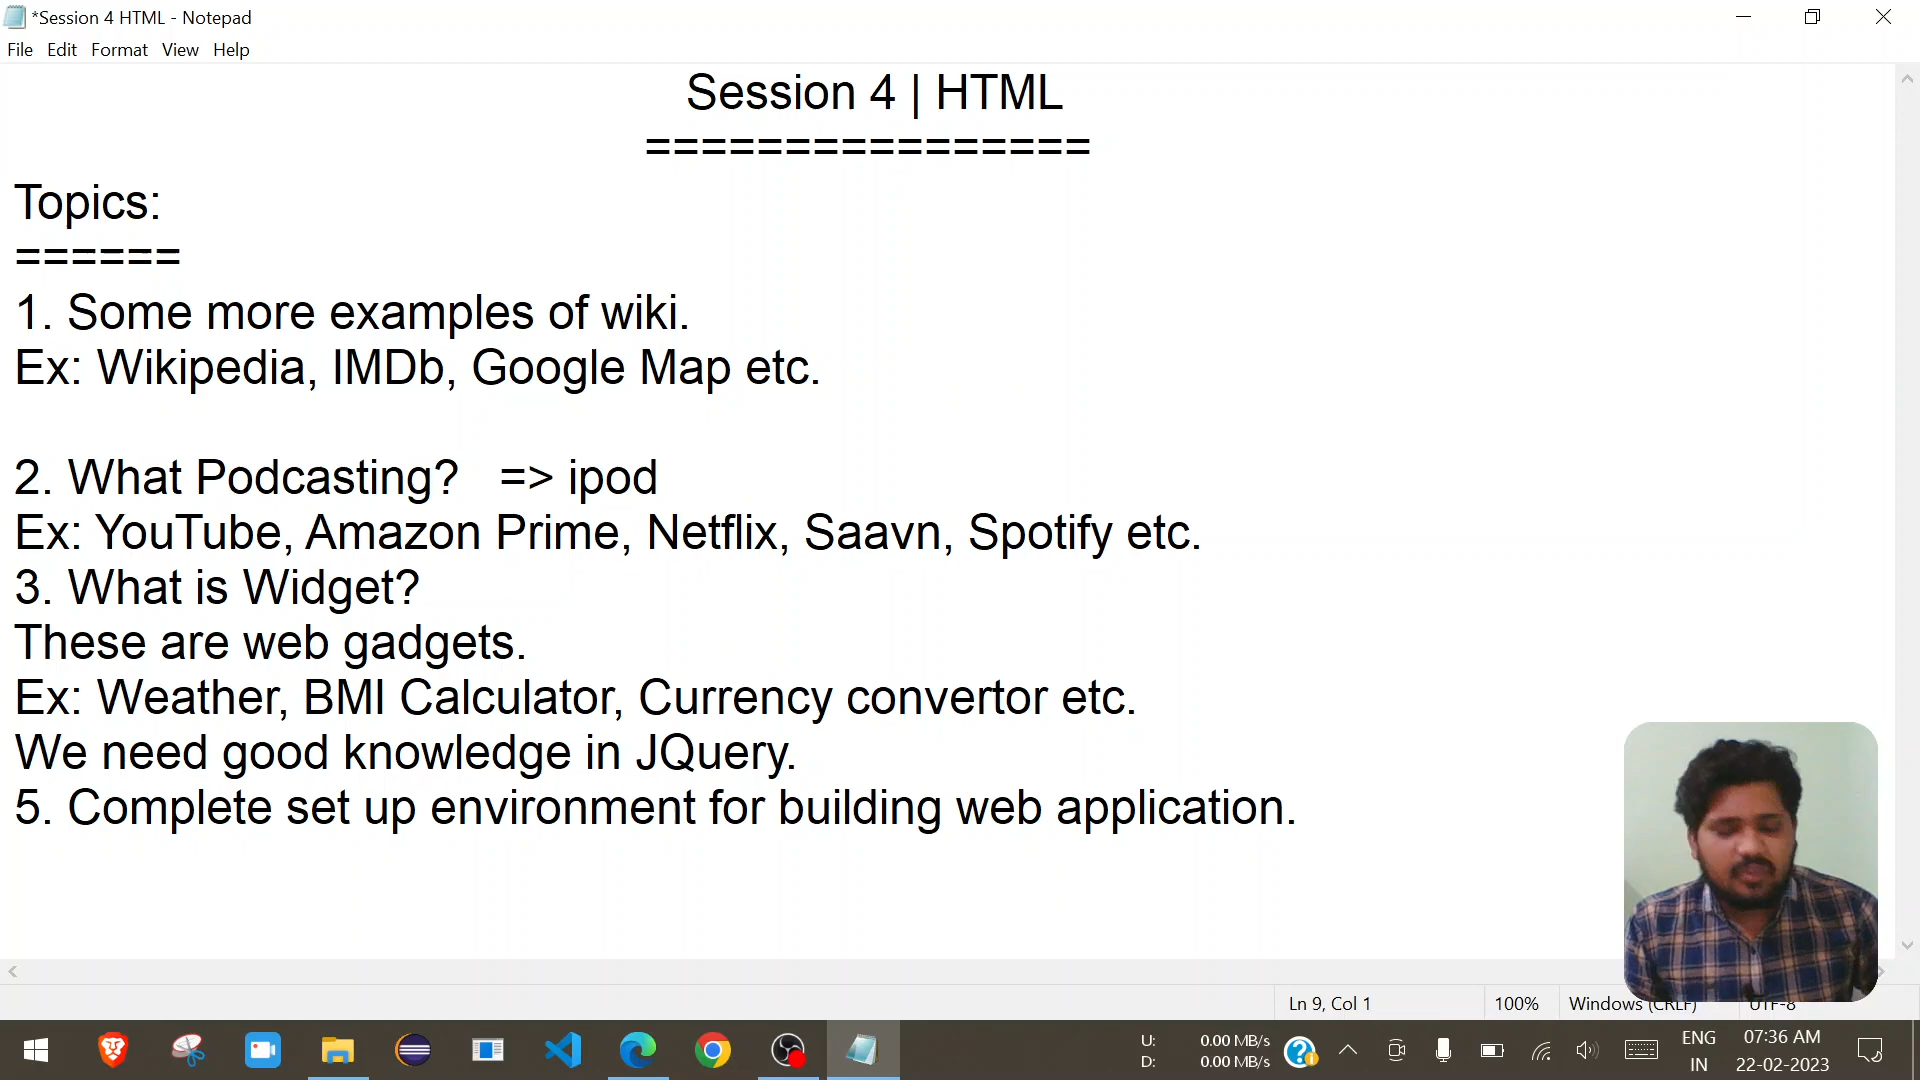 *Session 4 HTML - Notepad
File Edit Format View Help
Session 4 | HTML
================
Topics:
======
1. Some more examples of wiki.
Ex: Wikipedia, IMDb, Google Map etc.
2. What Podcasting? => ipod
Ex: YouTube, Amazon Prime, Netflix, Saavn, Spotify etc.
3. What is Widget?
These are web gadgets.
Ex: Weather, BMI Calculator, Currency convertor etc.
We need good knowledge in JQuery.
5. Complete set up environment for building web application.
Ln 9, Col 1 100% Windows (CRLF) UTF-8
U: 0.00 MB/s
D: 0.00 MB/s
ENG
IN
07:36 AM
22-02-2023